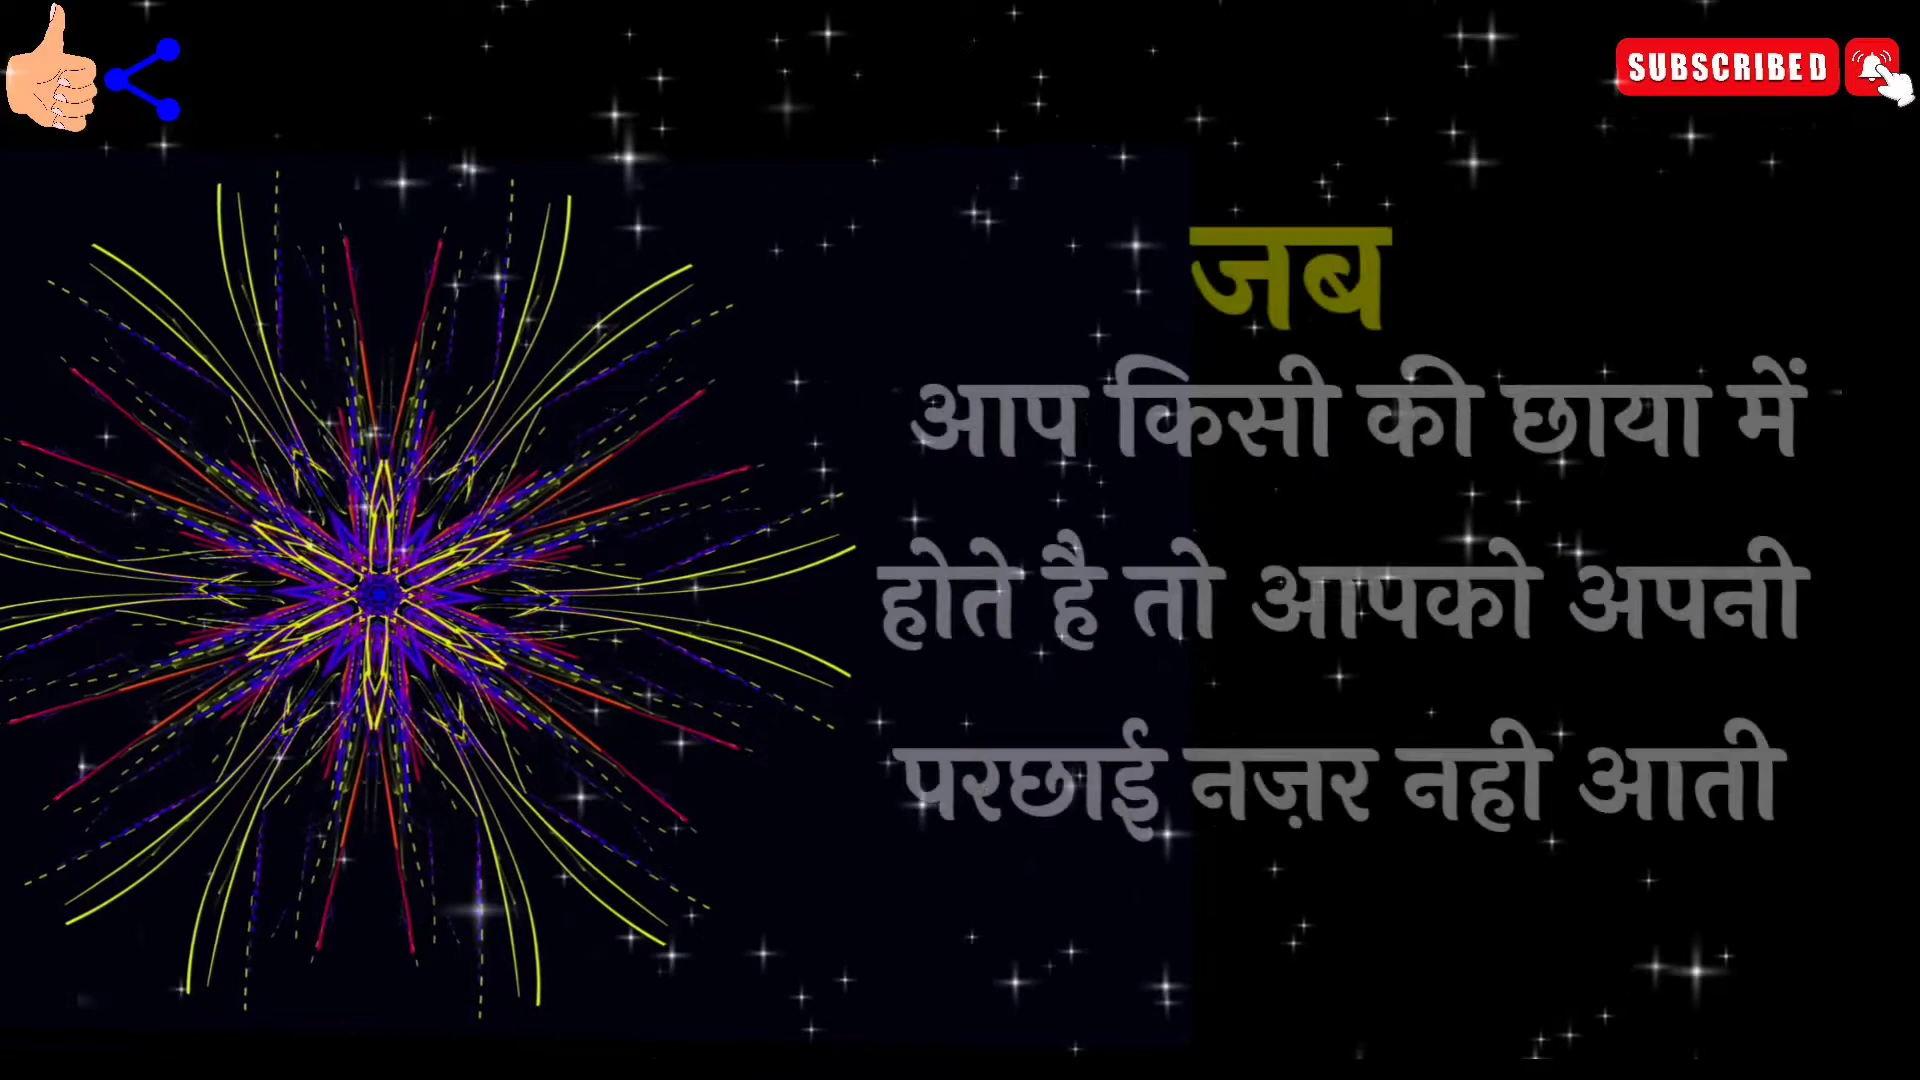 SUBSCRIBED
जब
आप किसी की छाया में
होते है तो आपको अपनी
परछाई नज़र नही आती